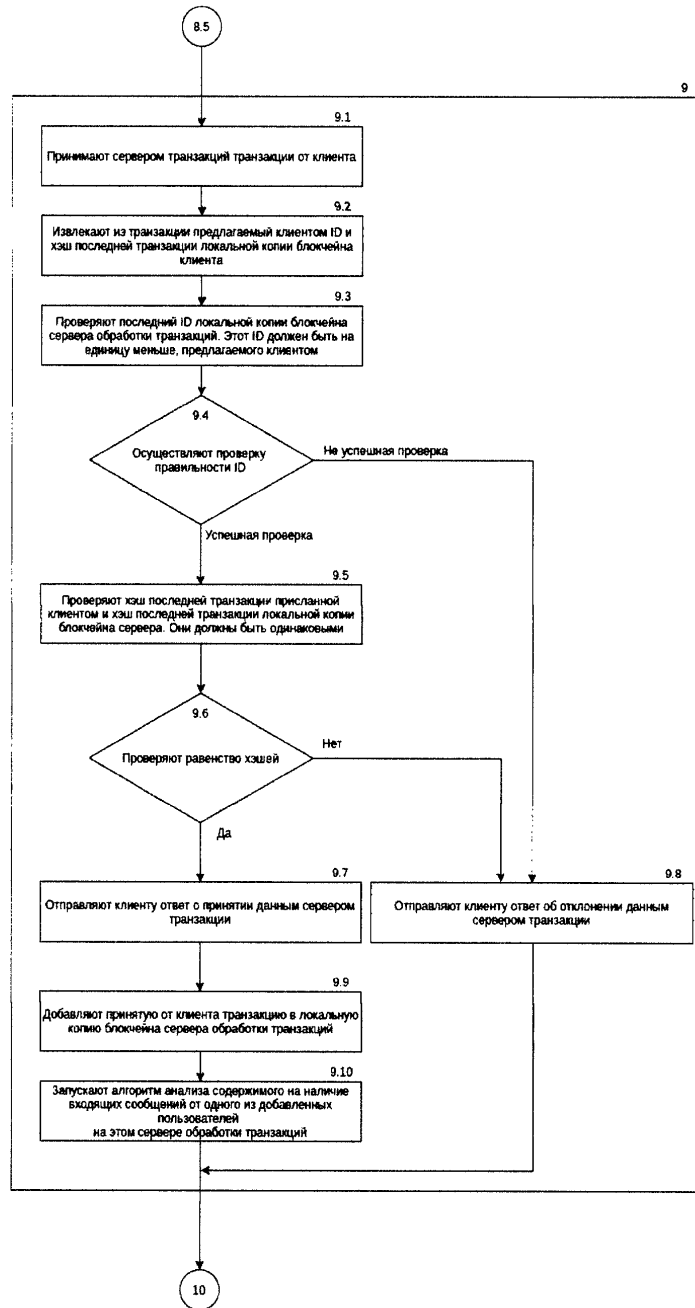 8.5
9
9.1
Принимают сервером транзакций транзакции от клиента
9.2
Извлекают из транзакции предлагаемый клиентом ID и
хэш последней транзакции локальной копии блокчейна
клиента
9.3
Проверяют последний ID локальной копии блокчейна
сервера обработки транзакций. Этот ID должен быть на
единицу меньше, предлагаемого клиентом
9.4
Осуществляют проверку
правильности ID
Не успешная проверка
Успешная проверка
9.5
Проверяют хэш последней транзакции присланной
клиентом и хэш последней транзакции локальной копии
блокчейна сервера. Они должны быть одинаковыми
9.6
Проверяют равенство хэшей
Нет
Да
9.7
Отправляют клиенту ответ о принятии данным сервером
транзакции
9.8
Отправляют клиенту ответ об отклонении данным
сервером транзакции
9.9
Добавляют принятую от клиента транзакцию в локальную
копию блокчейна сервера обработки транзакций
9.10
Запускают алгоритм анализа содержимого на наличие
входящих сообщений от одного из добавленных
пользователей
на этом сервере обработки транзакций
10